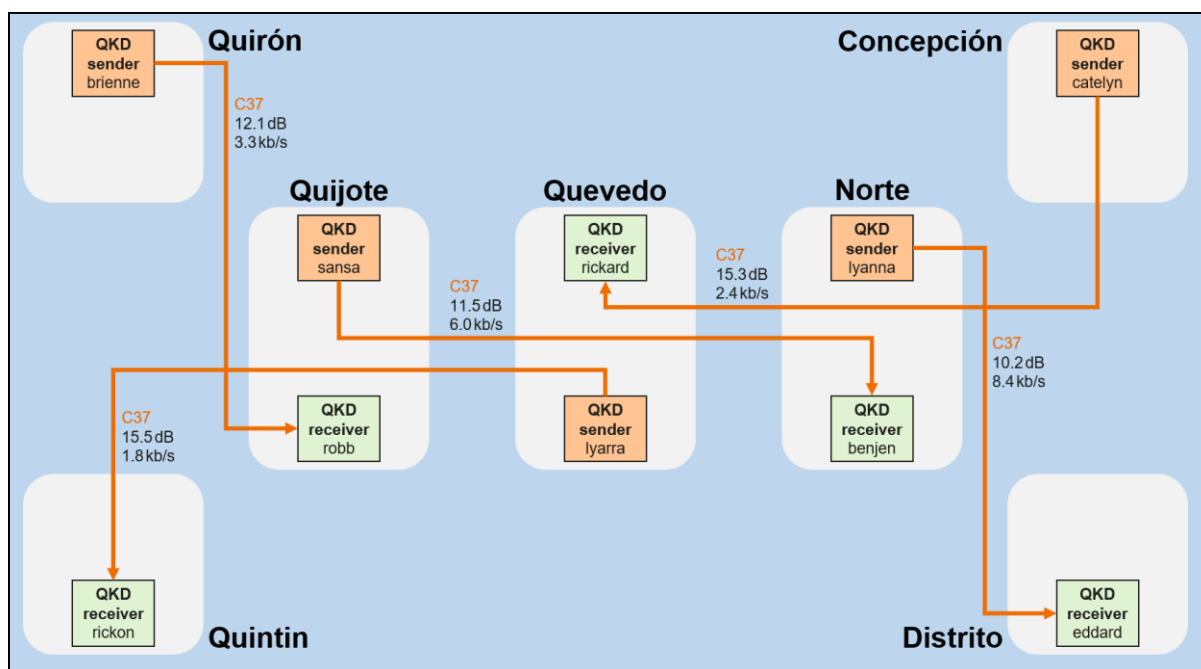 Quirón
QKD
sender
brienne
Concepción
QKD
sender
catelyn
C37
12.1 dB
3.3 kb/s
Quijote
QKD
sender
sansa
Quevedo
QKD
receiver
rickard
Norte
QKD
sender
lyanna
C37
11.5 dB
6.0 kb/s
C37
15.3 dB
2.4 kb/s
C37
10.2 dB
8.4 kb/s
C37
15.5 dB
1.8 kb/s
QKD
receiver
robb
QKD
sender
lyarra
QKD
receiver
benjen
QKD
receiver
rickon
Quintin
Distrito
QKD
receiver
eddard